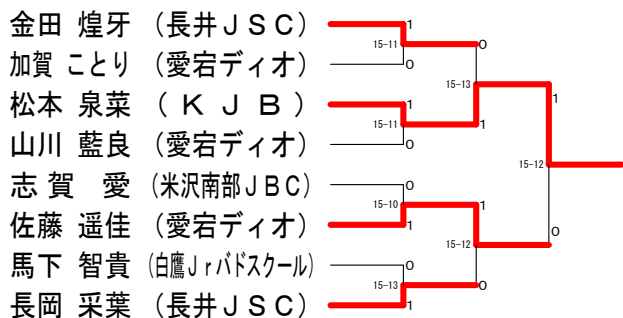 金田 煌牙 (長井JSC)
1
15-11
0
加賀 ことり (愛宕ディオ)
0
15-13
1
松本 泉菜 (KJB)
1
15-11
1
山川 藍良 (愛宕ディオ)
0
15-12
志賀 愛 (米沢南部JBC)
0
15-10
1
佐藤 遥佳 (愛宕ディオ)
1
15-12
0
馬下 智貴 (白鷹Jrバドスクール)
0
15-13
0
長岡 采葉 (長井JSC)
1